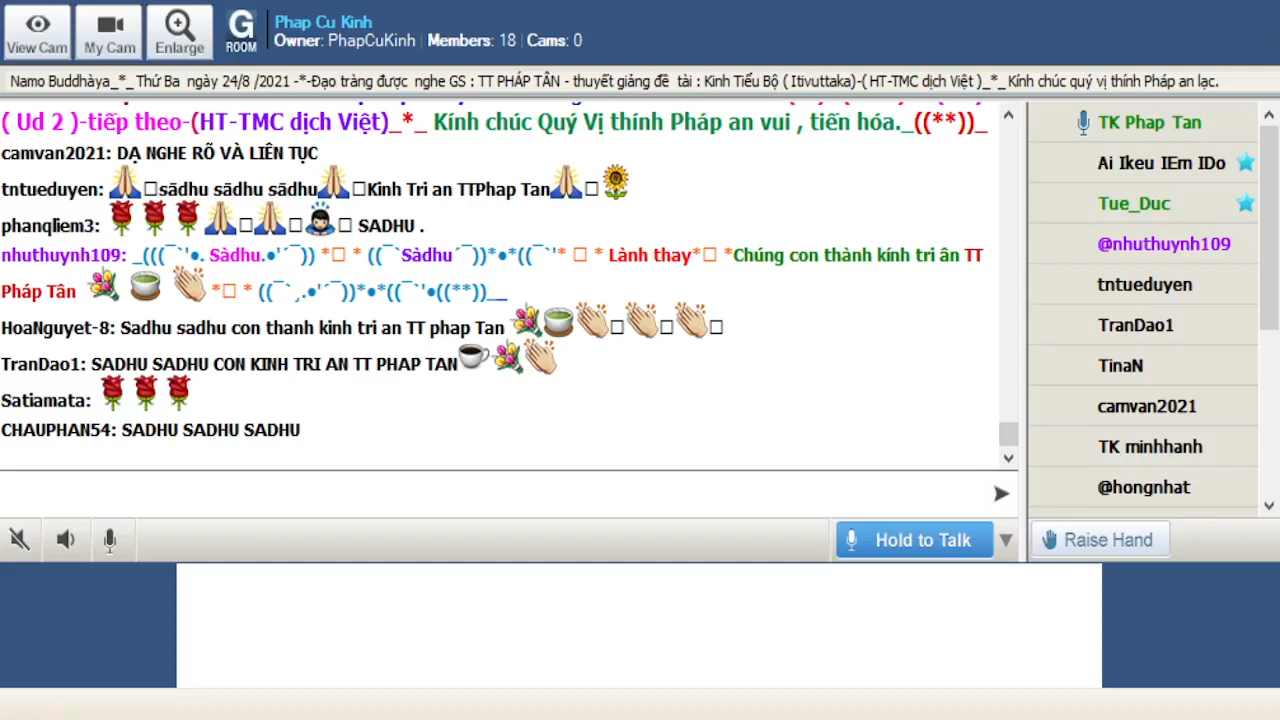 View Cam
My Cam
Enlarge
G
ROOM
Phap Cu Kinh
Owner: PhapCuKinh | Members: 18 | Cams: 0
Namo Buddhàya_*_ Thứ Ba ngày 24/8 /2021 -*-Đạo tràng được nghe GS : TT PHÁP TÂN - thuyết giảng đề tài : Kinh Tiểu Bộ ( Itivuttaka)-( HT-TMC dịch Việt )_*_ Kính chúc quý vị thính Pháp an lạc.
( Ud 2 )-tiếp theo-(HT-TMC dịch Việt)_*_ Kính chúc Quý Vị thính Pháp an vui , tiến hóa._((**))_
camvan2021: DẠ NGHE RÕ VÀ LIÊN TỤC
tntueduyen: 🙏□sādhu sādhu sādhu🙏□Kinh Tri an TTPhap Tan🙏□🌻
phanqliem3: 🌹🌹🌹🙏□🙏□🙇□ SADHU .
nhuthuynh109: _(((¯`'•. Sàdhu.•'´¯)) *□ * ((¯`Sàdhu´¯))*•*((¯`'* □ * Lành thay*□ *Chúng con thành kính tri ân TT
Pháp Tân 💐 🍵 👏 *□ * ((¯`¸.•'´¯))*•*((¯`'•((**))__
HoaNguyet-8: Sadhu sadhu con thanh kinh tri an TT phap Tan 💐🍵👏□👏□👏□
TranDao1: SADHU SADHU CON KINH TRI AN TT PHAP TAN☕💐👏
Satiamata: 🌹🌹🌹
CHAUPHAN54: SADHU SADHU SADHU
Hold to Talk
TK Phap Tan
Ai Ikeu IEm IDo
Tue_Duc
@nhuthuynh109
tntueduyen
TranDao1
TinaN
camvan2021
TK minhhanh
@hongnhat
Raise Hand